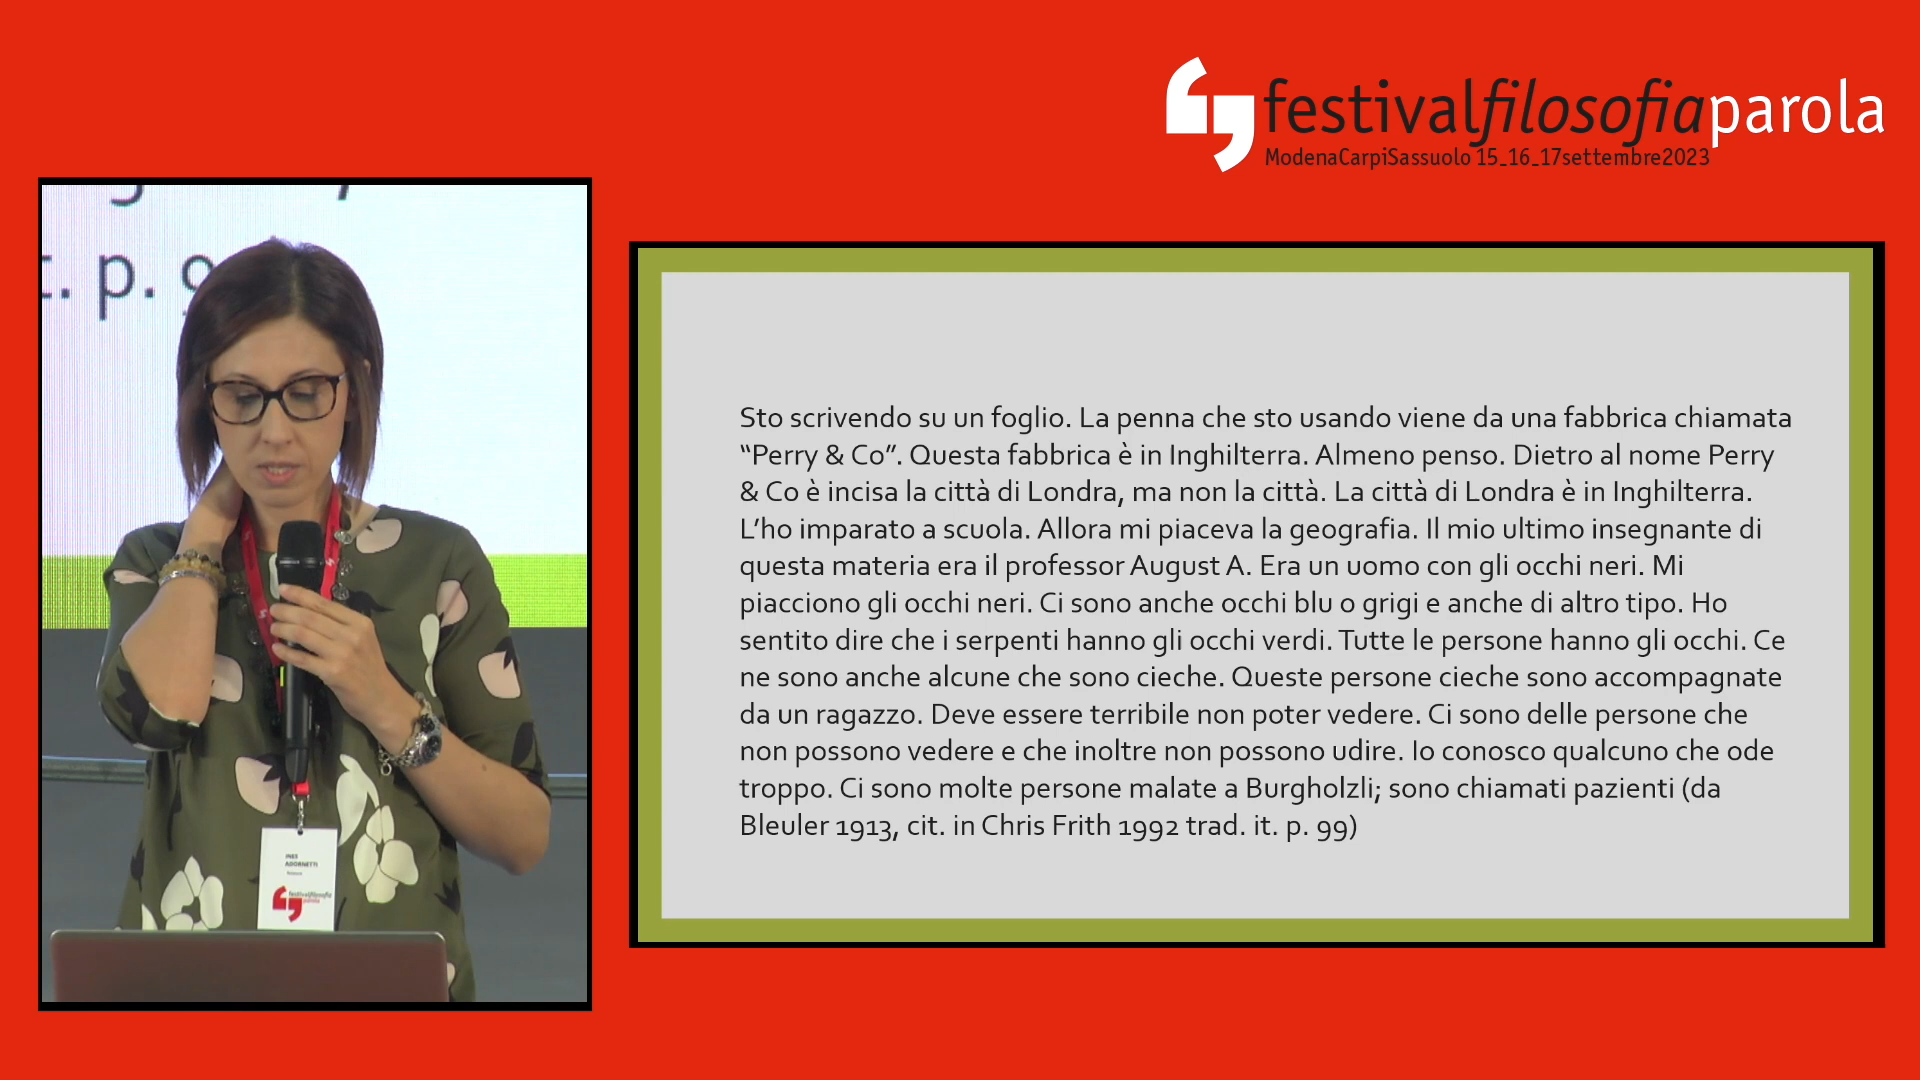 festivalfilosofiaparola
ModenaCarpiSassuolo 15_16_17settembre2023
t. p. 9
Sto scrivendo su un foglio. La penna che sto usando viene da una fabbrica chiamata
“Perry & Co”. Questa fabbrica è in Inghilterra. Almeno penso. Dietro al nome Perry
& Co è incisa la città di Londra, ma non la città. La città di Londra è in Inghilterra.
L’ho imparato a scuola. Allora mi piaceva la geografia. Il mio ultimo insegnante di
questa materia era il professor August A. Era un uomo con gli occhi neri. Mi
piacciono gli occhi neri. Ci sono anche occhi blu o grigi e anche di altro tipo. Ho
sentito dire che i serpenti hanno gli occhi verdi. Tutte le persone hanno gli occhi. Ce
ne sono anche alcune che sono cieche. Queste persone cieche sono accompagnate
da un ragazzo. Deve essere terribile non poter vedere. Ci sono delle persone che
non possono vedere e che inoltre non possono udire. Io conosco qualcuno che ode
troppo. Ci sono molte persone malate a Burgholzli; sono chiamati pazienti (da
Bleuler 1913, cit. in Chris Frith 1992 trad. it. p. 99)
INES
ADORNETTI
festivalfilosofia
parola